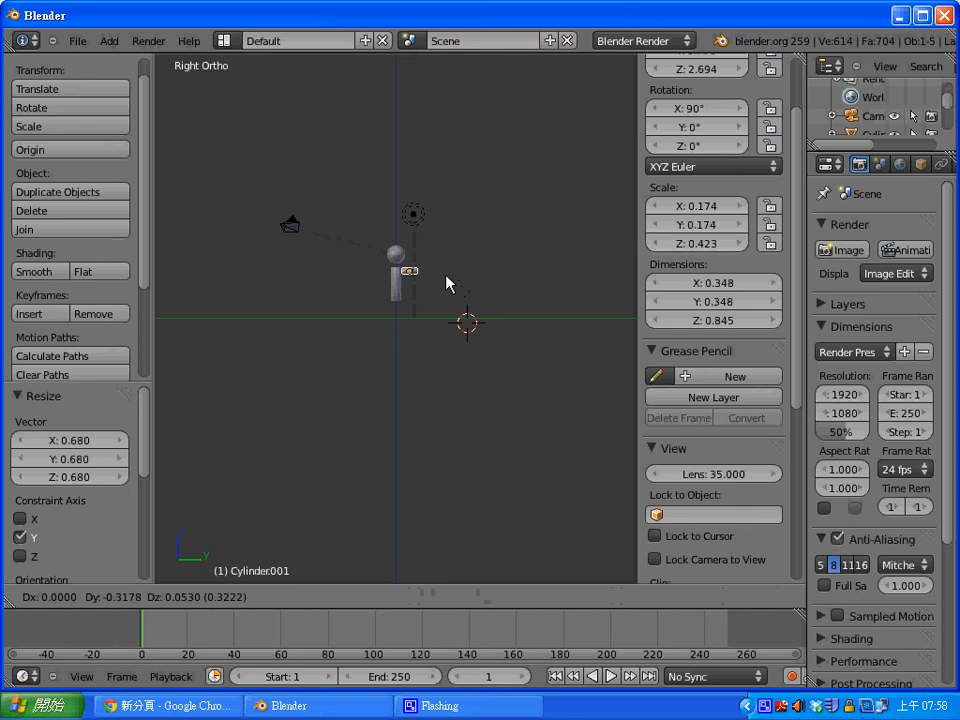 Blender
File Add Render Help Default Scene Blender Render blender.org 259 | Ve:614 | Fa:704 | Ob:1-5 | La
Transform:
Translate
Rotate
Scale
Origin
Object:
Duplicate Objects
Delete
Join
Shading:
Smooth Flat
Keyframes:
Insert Remove
Motion Paths:
Calculate Paths
Clear Paths
Resize
Vector
X: 0.680
Y: 0.680
Z: 0.680
Constraint Axis
X
Y
Z
Orientation
Right Ortho
z
y
(1) Cylinder.001
Z: 2.694
Rotation:
X: 90°
Y: 0°
Z: 0°
XYZ Euler
Scale:
X: 0.174
Y: 0.174
Z: 0.423
Dimensions:
X: 0.348
Y: 0.348
Z: 0.845
Grease Pencil
New
New Layer
Delete Frame Convert
View
Lens: 35.000
Lock to Object:
Lock to Cursor
Lock Camera to View
Clip:
View Search
Worl
Cam
Scene
Render
Image Animati
Displa Image Edit
Layers
Dimensions
Render Pres
Resolution: Frame Ran
: 1920 Star: 1
: 1080 E: 250
50% Step: 1
Aspect Rat Frame Rat
1.000 24 fps
1.000 Time Rem
1 1
Anti-Aliasing
5 8 11 16 Mitche
Full Sa 1.000
Sampled Motion
Shading
Performance
Post Processing
Dx: 0.0000 Dy: -0.3178 Dz: 0.0530 (0.3222)
-40 -20 0 20 40 60 80 100 120 140 160 180 200 220 240 260
View Frame Playback Start: 1 End: 250 1 No Sync
開始 新分頁 - Google Chro... Blender Flashing 上午 07:58